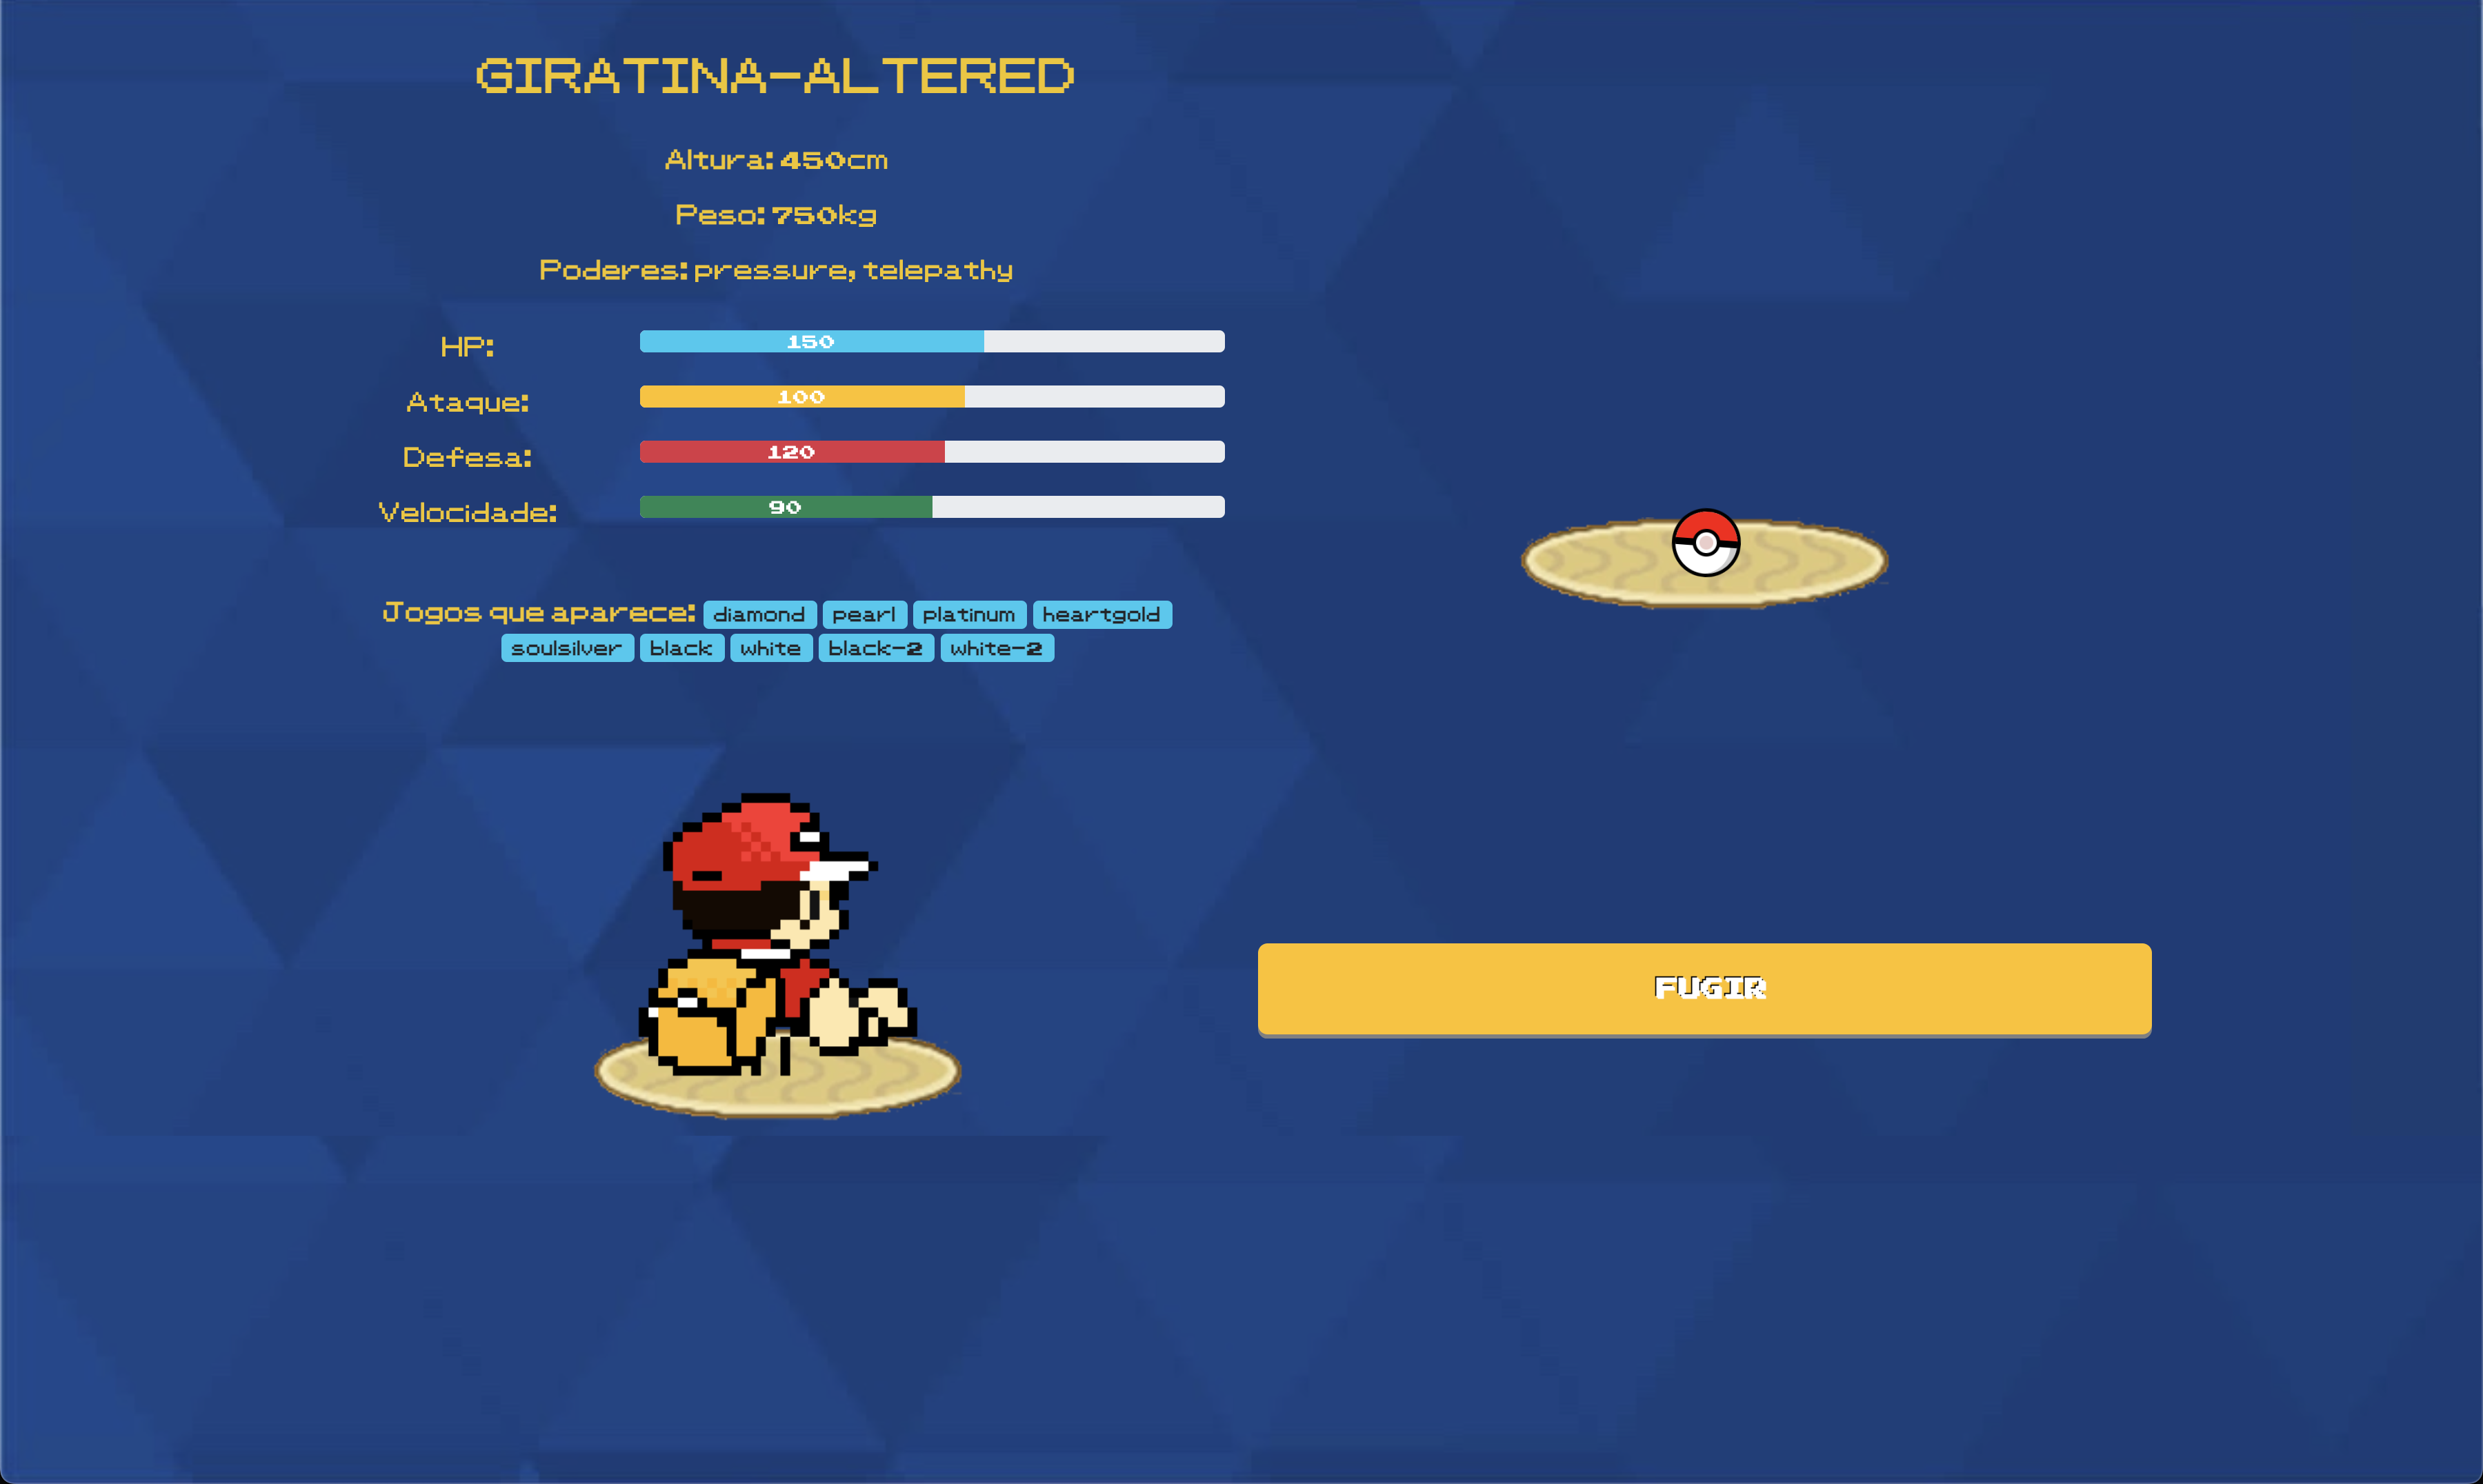 GIRATINA-ALTERED
Altura: 450cm
Peso: 750kg
Poderes: pressure, telepathy
HP: 150
Ataque: 100
Defesa: 120
Velocidade: 90
Jogos que aparece: diamond pearl platinum heartgold
soulsilver black white black-2 white-2
FUGIR